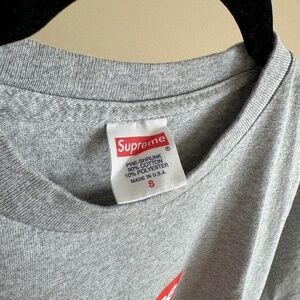 Supreme
PRE-SHRUNK
90% COTTON
10% POLYESTER
MADE IN U.S.A.
S